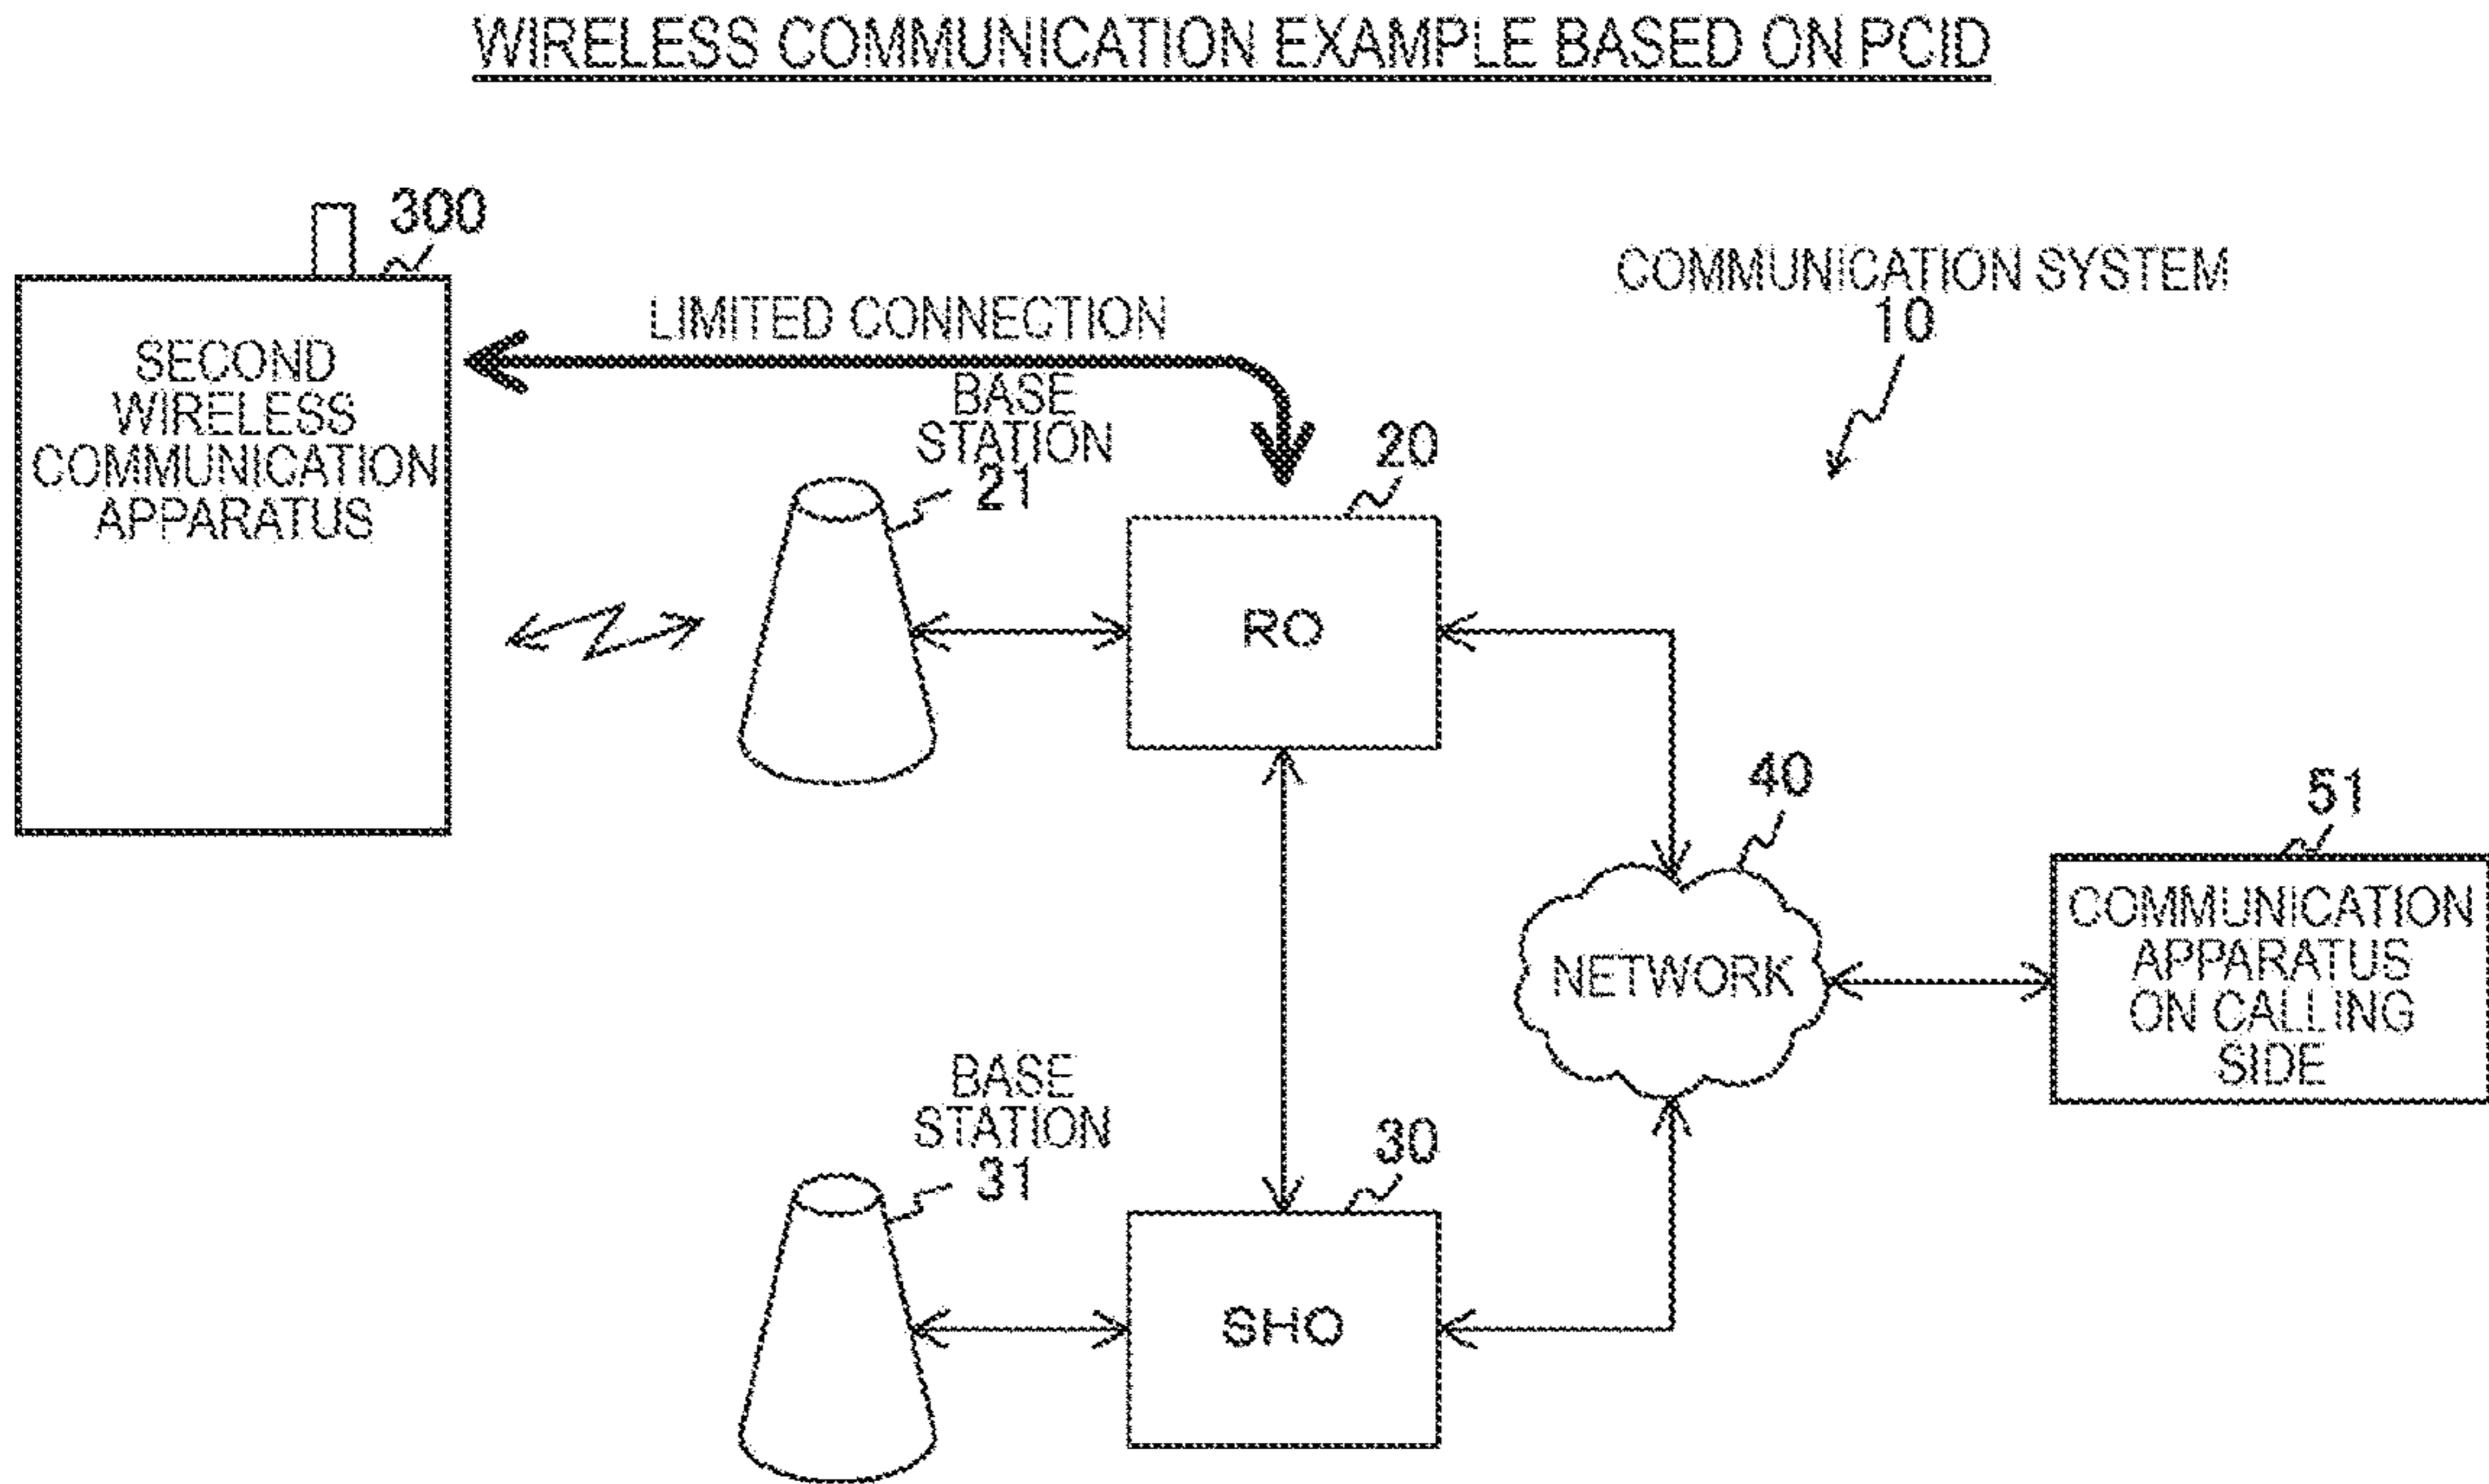 WIRELESS COMMUNICATION EXAMPLE BASED ON PCID
300
SECOND
WIRELESS
COMMUNICATION
APPARATUS
LIMITED CONNECTION
COMMUNICATION SYSTEM
10
BASE
STATION
21
20
RO
40
NETWORK
51
COMMUNICATION
APPARATUS
ON CALLING
SIDE
BASE
STATION
31
30
SHO